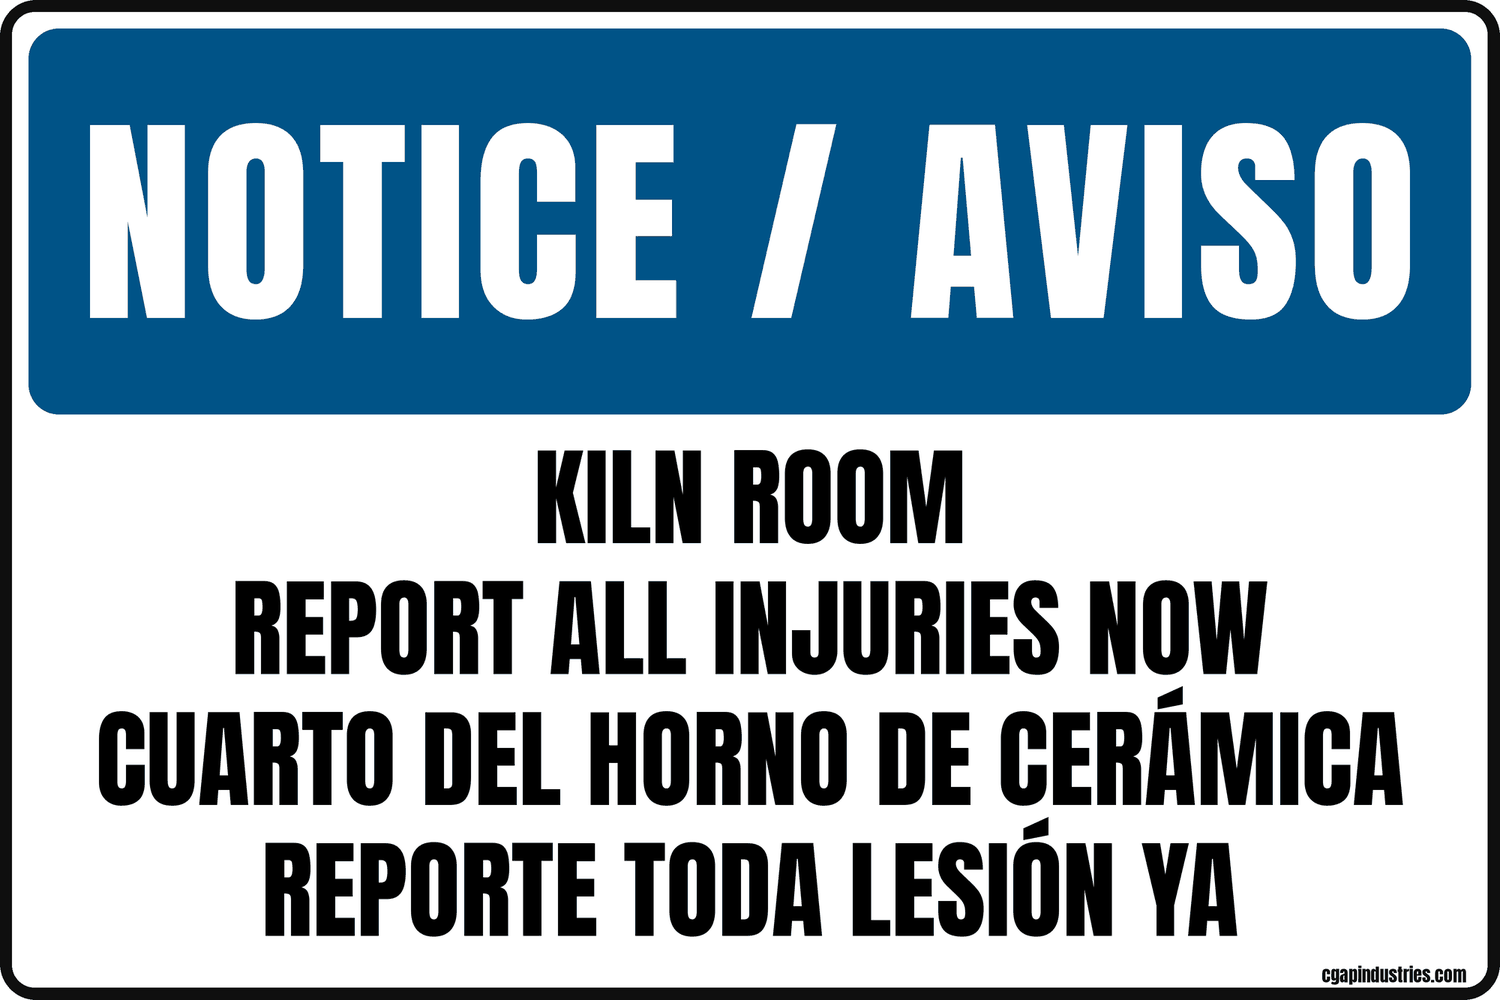 NOTICE / AVISO
KILN ROOM
REPORT ALL INJURIES NOW
CUARTO DEL HORNO DE CERÁMICA
REPORTE TODA LESIÓN YA
cgapindustries.com